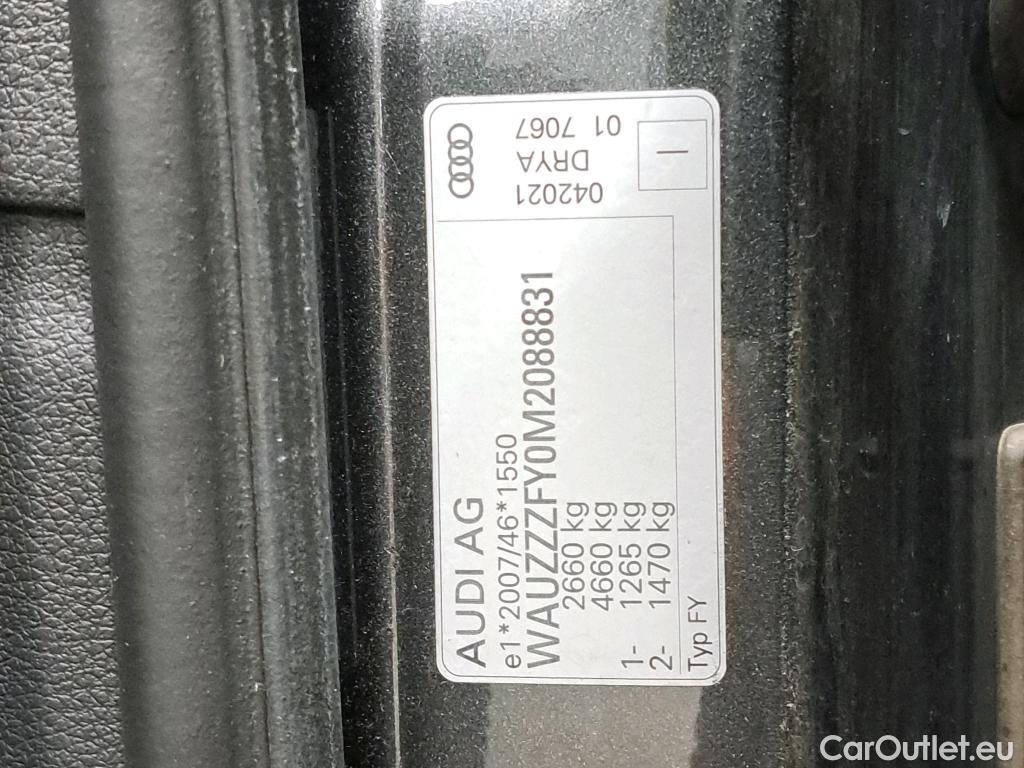 AUDI AG
e1*2007/46*1550
WAUZZZFY0M2088831
2660 kg
4660 kg
1- 1265 kg
2- 1470 kg
Typ FY
042021
DRYA
01 7067
I
CarOutlet.eu